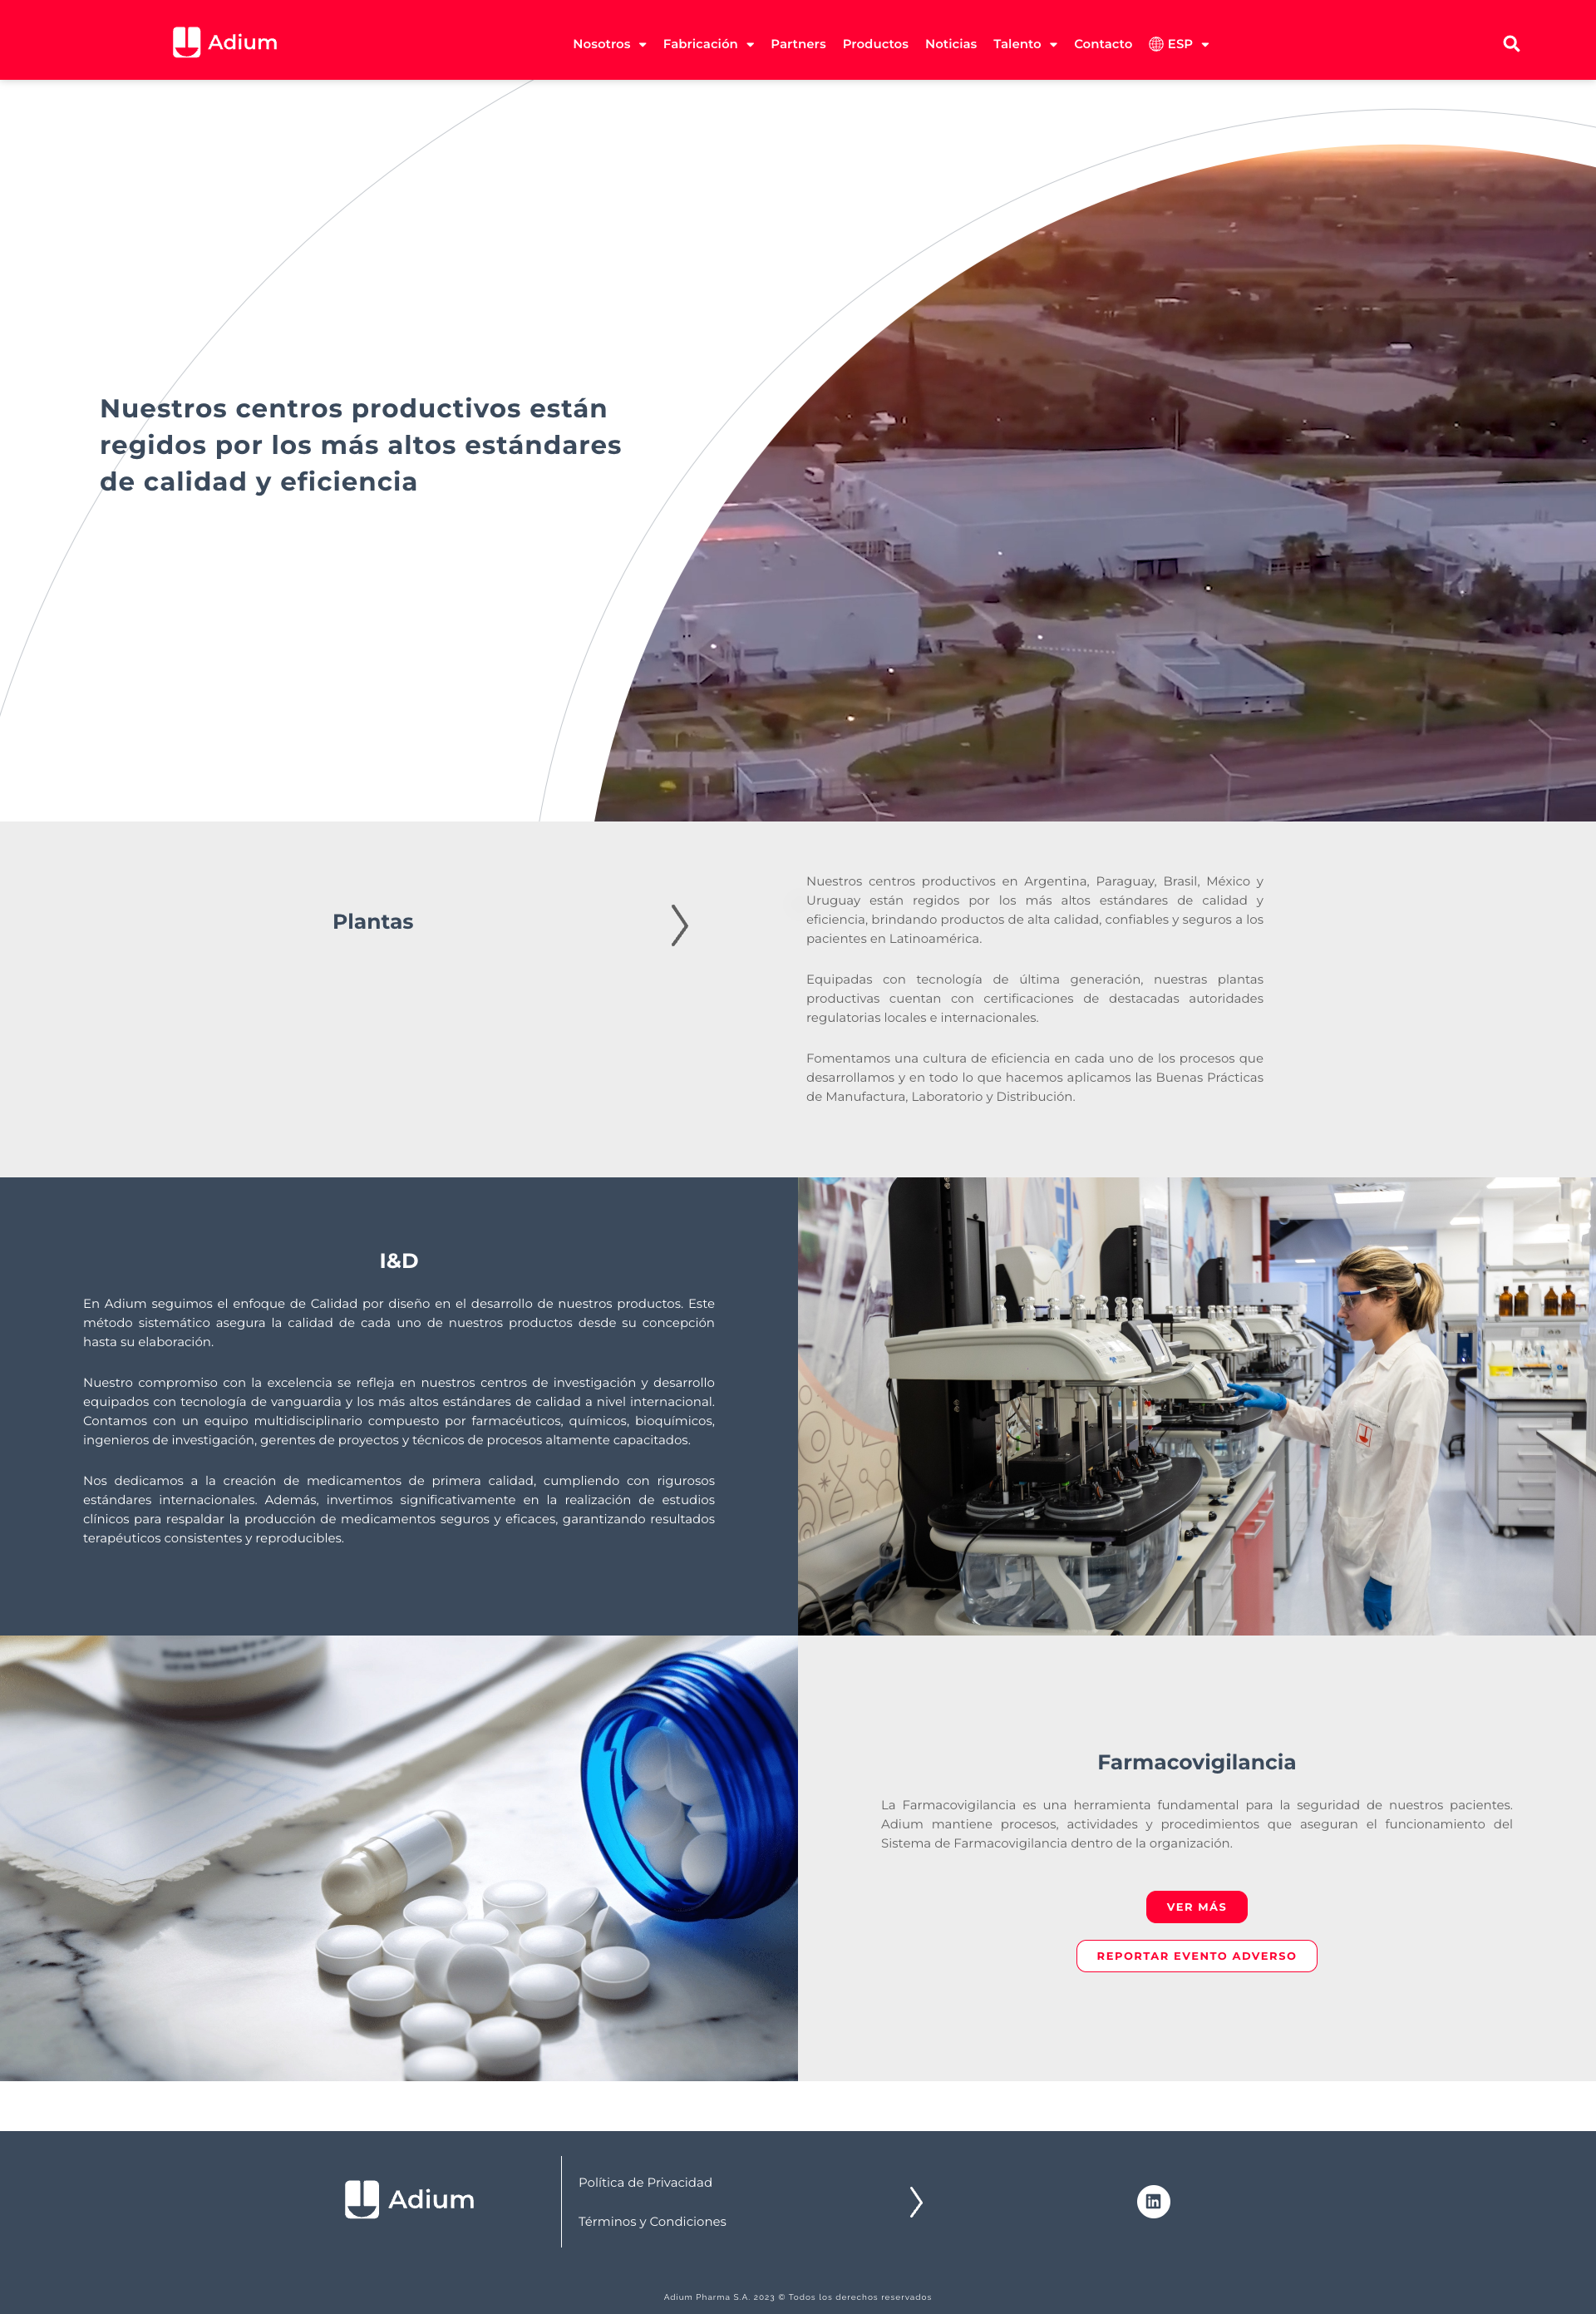 Adium
Nosotros
Fabricación
Partners
Productos
Noticias
Talento
Contacto
ESP
Nuestros centros productivos están
regidos por los más altos estándares
de calidad y eficiencia
Plantas
Nuestros centros productivos en Argentina, Paraguay, Brasil, México y
Uruguay están regidos por los más altos estándares de calidad y
eficiencia, brindando productos de alta calidad, confiables y seguros a los
pacientes en Latinoamérica.
Equipadas con tecnología de última generación, nuestras plantas
productivas cuentan con certificaciones de destacadas autoridades
regulatorias locales e internacionales.
Fomentamos una cultura de eficiencia en cada uno de los procesos que
desarrollamos y en todo lo que hacemos aplicamos las Buenas Prácticas
de Manufactura, Laboratorio y Distribución.
I&D
En Adium seguimos el enfoque de Calidad por diseño en el desarrollo de nuestros productos. Este
método sistemático asegura la calidad de cada uno de nuestros productos desde su concepción
hasta su elaboración.
Nuestro compromiso con la excelencia se refleja en nuestros centros de investigación y desarrollo
equipados con tecnología de vanguardia y los más altos estándares de calidad a nivel internacional.
Contamos con un equipo multidisciplinario compuesto por farmacéuticos, químicos, bioquímicos,
ingenieros de investigación, gerentes de proyectos y técnicos de procesos altamente capacitados.
Nos dedicamos a la creación de medicamentos de primera calidad, cumpliendo con rigurosos
estándares internacionales. Además, invertimos significativamente en la realización de estudios
clínicos para respaldar la producción de medicamentos seguros y eficaces, garantizando resultados
terapéuticos consistentes y reproducibles.
Farmacovigilancia
La Farmacovigilancia es una herramienta fundamental para la seguridad de nuestros pacientes.
Adium mantiene procesos, actividades y procedimientos que aseguran el funcionamiento del
Sistema de Farmacovigilancia dentro de la organización.
VER MÁS
REPORTAR EVENTO ADVERSO
Adium
Política de Privacidad
Términos y Condiciones
Adium Pharma S.A. 2023 © Todos los derechos reservados